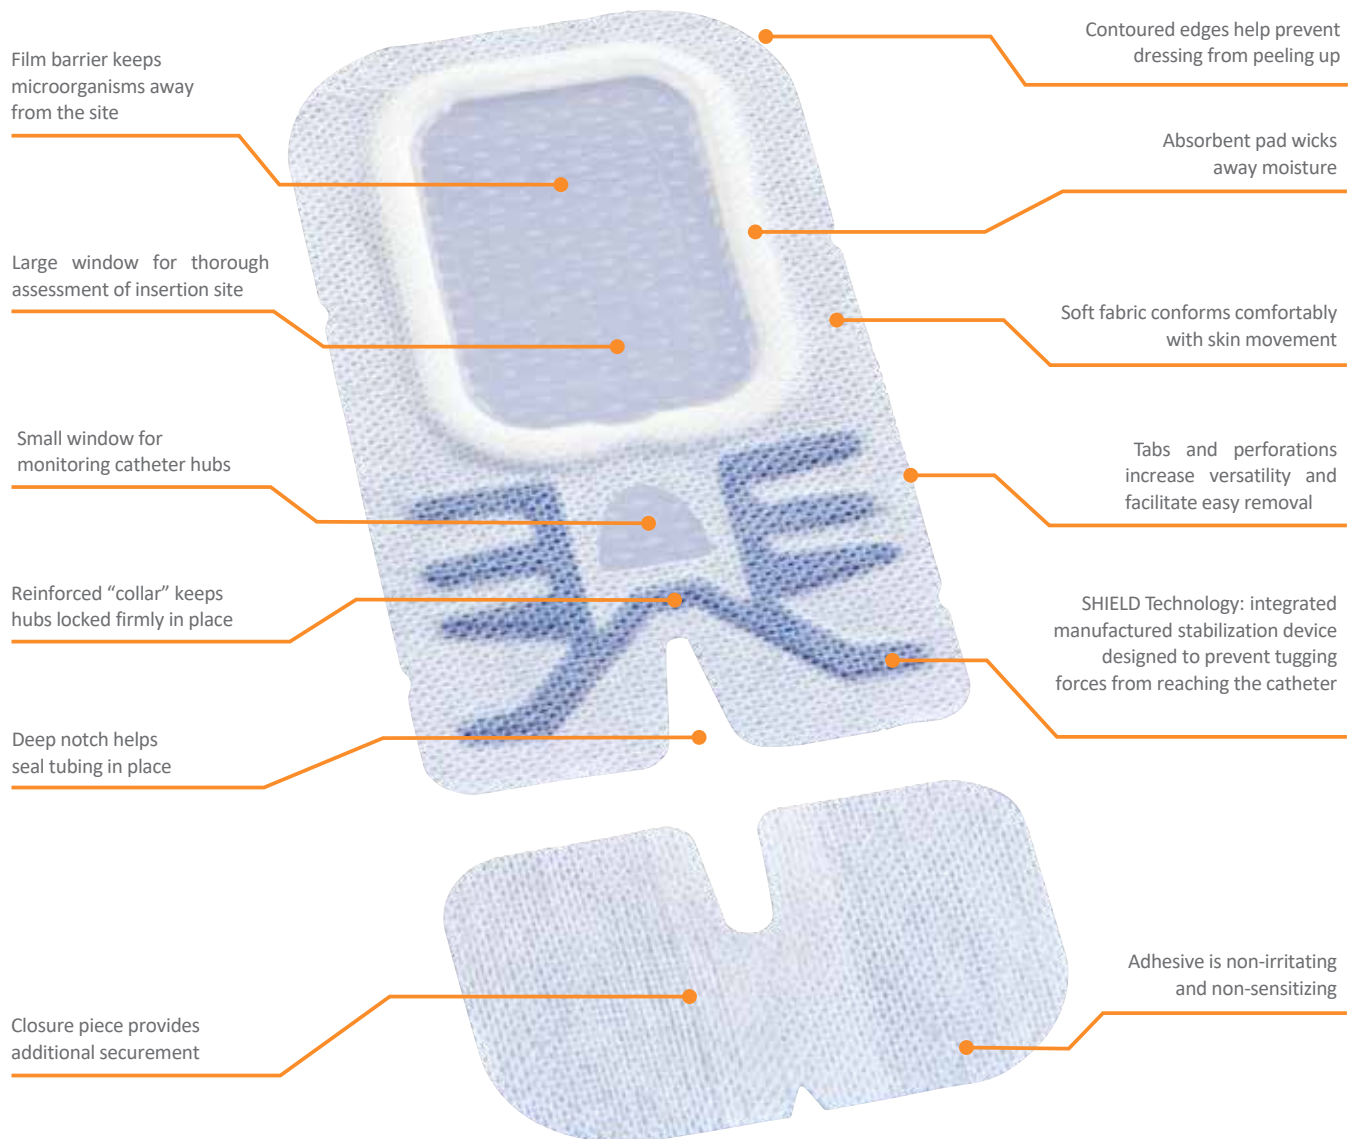 Film barrier keeps
microorganisms away
from the site
Large window for thorough
assessment of insertion site
Small window for
monitoring catheter hubs
Reinforced “collar” keeps
hubs locked firmly in place
Deep notch helps
seal tubing in place
Closure piece provides
additional securement
Contoured edges help prevent
dressing from peeling up
Absorbent pad wicks
away moisture
Soft fabric conforms comfortably
with skin movement
Tabs and perforations
increase versatility and
facilitate easy removal
SHIELD Technology: integrated
manufactured stabilization device
designed to prevent tugging
forces from reaching the catheter
Adhesive is non-irritating
and non-sensitizing